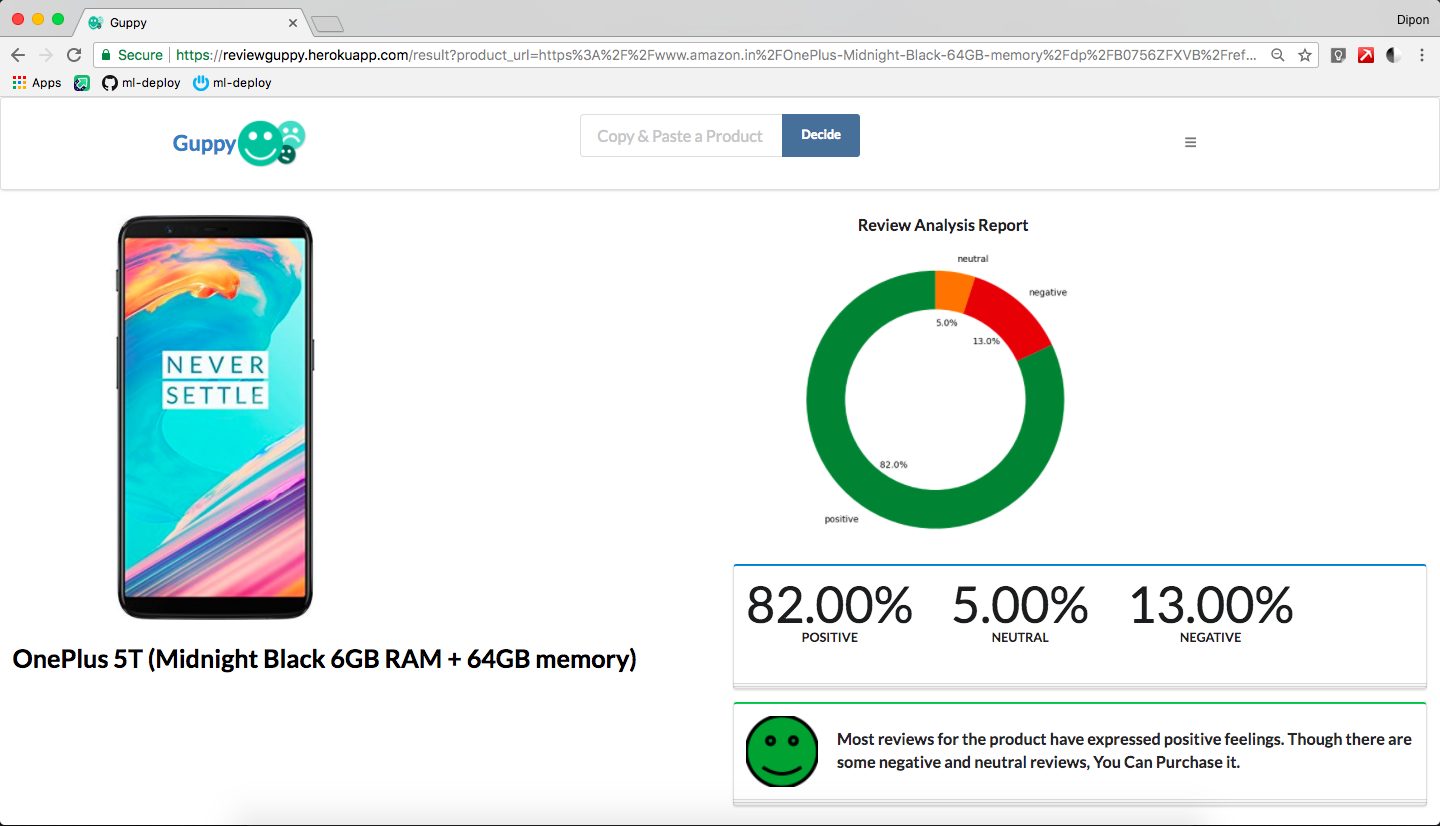 Guppy
Dipon
Secure
https://reviewguppy.herokuapp.com/result?product_url=https%3A%2F%2Fwww.amazon.in%2FOnePlus-Midnight-Black-64GB-memory%2Fdp%2FB0756ZFXVB%2Fref...
Apps
ml-deploy
ml-deploy
Guppy
Copy & Paste a Product
Decide
NEVER
SETTLE
OnePlus 5T (Midnight Black 6GB RAM + 64GB memory)
Review Analysis Report
neutral
negative
5.0%
13.0%
82.0%
positive
82.00% 5.00% 13.00%
POSITIVE NEUTRAL NEGATIVE
Most reviews for the product have expressed positive feelings. Though there are
some negative and neutral reviews, You Can Purchase it.